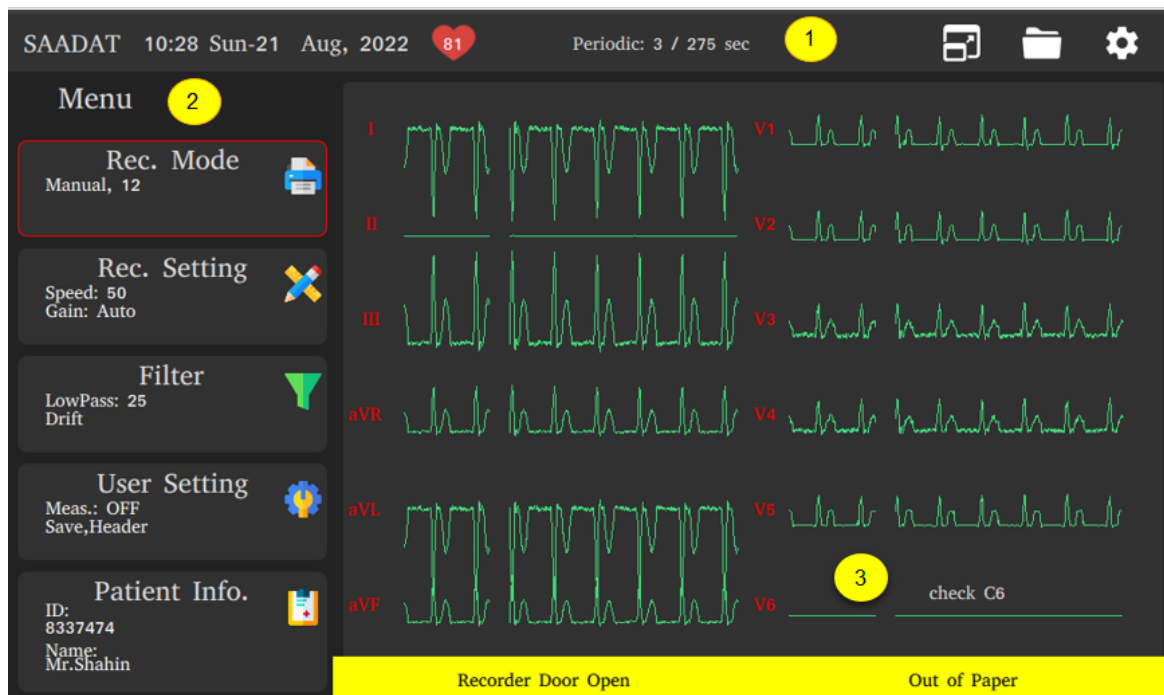 SAADAT 10:28 Sun-21 Aug, 2022 81 Periodic: 3 / 275 sec 1
Menu 2
Rec. Mode
Manual, 12
Rec. Setting
Speed: 50
Gain: Auto
Filter
LowPass: 25
Drift
User Setting
Meas.: OFF
Save,Header
Patient Info.
ID:
8337474
Name:
Mr.Shahin
I
II
III
aVR
aVL
aVF
V1
V2
V3
V4
V5
3
V6 check C6
Recorder Door Open Out of Paper